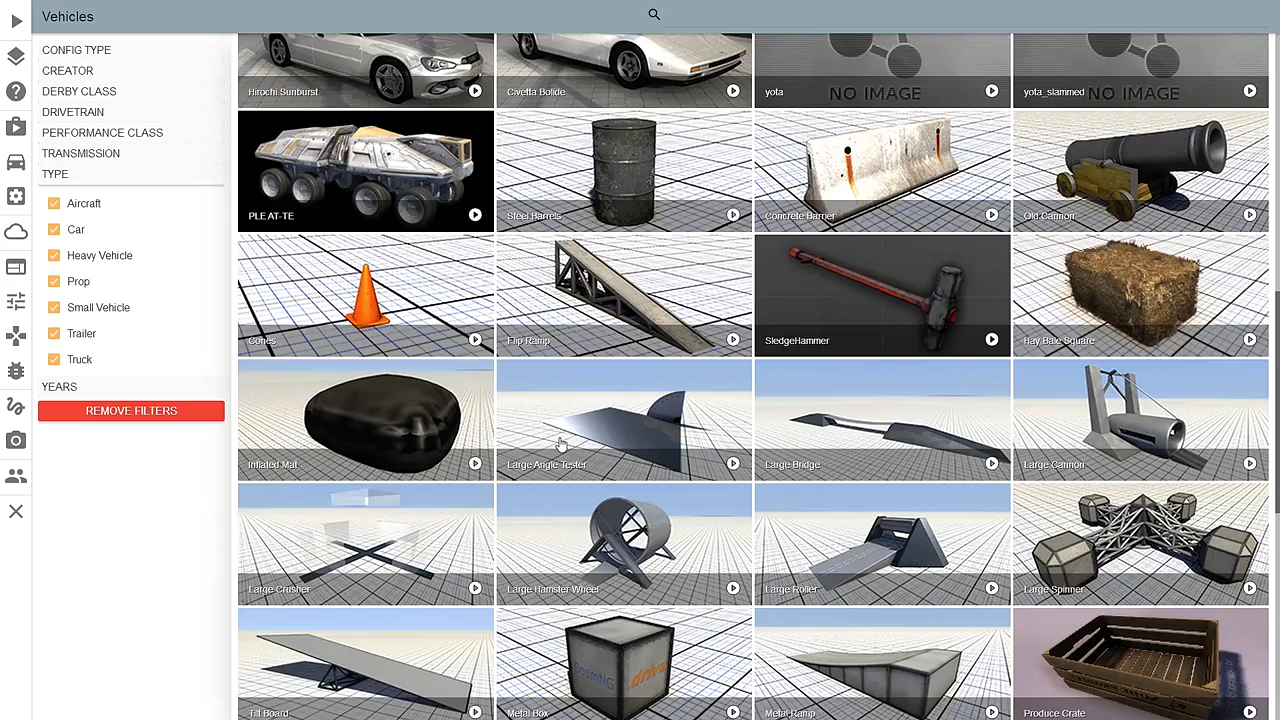 Vehicles
CONFIG TYPE
CREATOR
DERBY CLASS
DRIVETRAIN
PERFORMANCE CLASS
TRANSMISSION
TYPE
Aircraft
Car
Heavy Vehicle
Prop
Small Vehicle
Trailer
Truck
YEARS
REMOVE FILTERS
Hirochi Sunburst
Civetta Bolide
NO IMAGE
yota
NO IMAGE
yota_slammed
PLE AT-TE
Steel Barrels
Concrete Barrier
Old Cannon
Cones
Flip Ramp
SledgeHammer
Hay Bale Square
Inflated Mat
Large Angle Tester
Large Bridge
Large Cannon
Large Crusher
Large Hamster Wheel
Large Roller
Large Spinner
BeamNG
drive
Tilt Board
Metal Box
Metal Ramp
Produce Crate